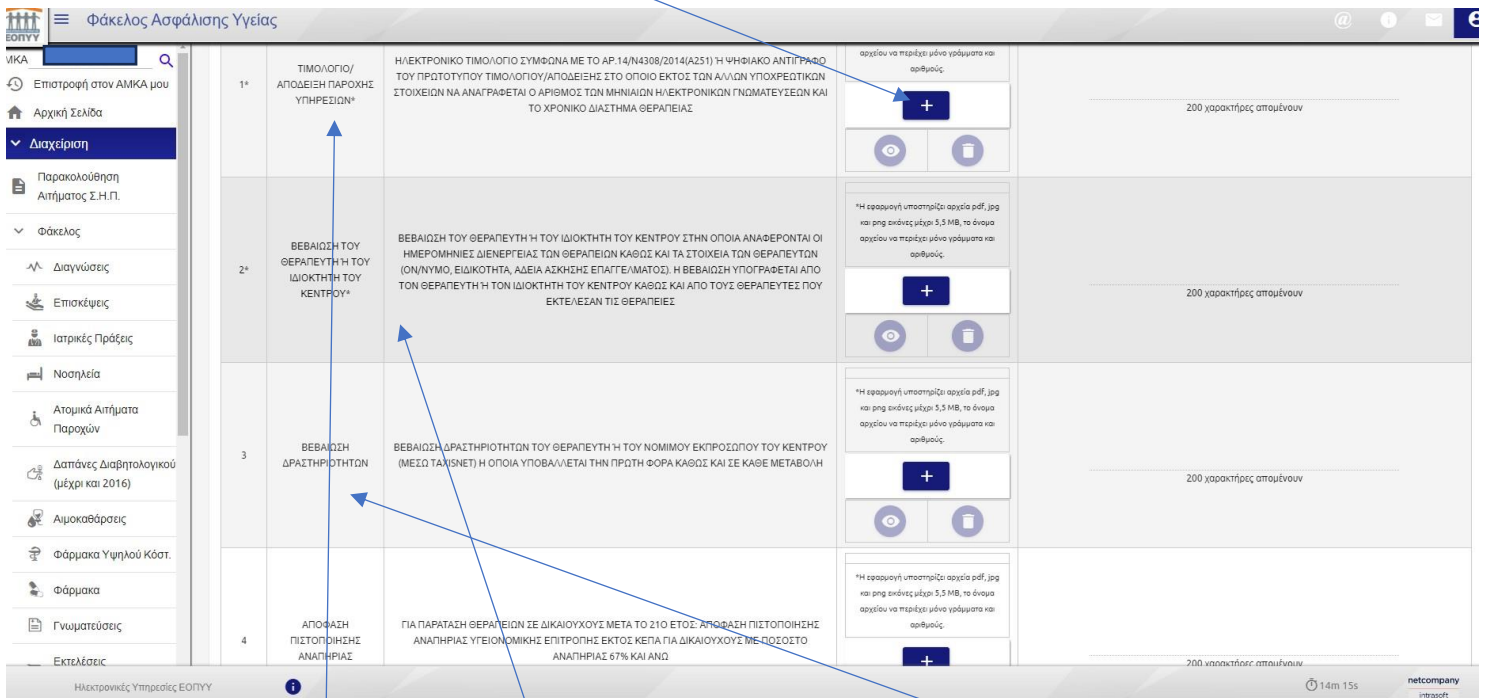 ΕΟΠΥΥ
Φάκελος Ασφάλισης Υγείας
ΜΚΑ
Επιστροφή στον ΑΜΚΑ μου
Αρχική Σελίδα
Διαχείριση
Παρακολούθηση
Αιτήματος Σ.Η.Π.
Φάκελος
Διαγνώσεις
Επισκέψεις
Ιατρικές Πράξεις
Νοσηλεία
Ατομικά Αιτήματα
Παροχών
Δαπάνες Διαβητολογικού
(μέχρι και 2016)
Αιμοκαθάρσεις
Φάρμακα Υψηλού Κόστ.
Φάρμακα
Γνωματεύσεις
Εκτελέσεις
1*
ΤΙΜΟΛΟΓΙΟ/
ΑΠΟΔΕΙΞΗ ΠΑΡΟΧΗΣ
ΥΠΗΡΕΣΙΩΝ*
ΗΛΕΚΤΡΟΝΙΚΟ ΤΙΜΟΛΟΓΙΟ ΣΥΜΦΩΝΑ ΜΕ ΤΟ ΑΡ.14/Ν4308/2014(Α251) Ή ΨΗΦΙΑΚΟ ΑΝΤΙΓΡΑΦΟ
ΤΟΥ ΠΡΩΤΟΤΥΠΟΥ ΤΙΜΟΛΟΓΙΟΥ/ΑΠΟΔΕΙΞΗΣ ΣΤΟ ΟΠΟΙΟ ΕΚΤΟΣ ΤΩΝ ΑΛΛΩΝ ΥΠΟΧΡΕΩΤΙΚΩΝ
ΣΤΟΙΧΕΙΩΝ ΝΑ ΑΝΑΓΡΑΦΕΤΑΙ Ο ΑΡΙΘΜΟΣ ΤΩΝ ΜΗΝΙΑΙΩΝ ΗΛΕΚΤΡΟΝΙΚΩΝ ΓΝΩΜΑΤΕΥΣΕΩΝ ΚΑΙ
ΤΟ ΧΡΟΝΙΚΟ ΔΙΑΣΤΗΜΑ ΘΕΡΑΠΕΙΑΣ
αρχείου να περιέχει μόνο γράμματα και
αριθμούς.
200 χαρακτήρες απομένουν
2*
ΒΕΒΑΙΩΣΗ ΤΟΥ
ΘΕΡΑΠΕΥΤΗ Ή ΤΟΥ
ΙΔΙΟΚΤΗΤΗ ΤΟΥ
ΚΕΝΤΡΟΥ*
ΒΕΒΑΙΩΣΗ ΤΟΥ ΘΕΡΑΠΕΥΤΗ Ή ΤΟΥ ΙΔΙΟΚΤΗΤΗ ΤΟΥ ΚΕΝΤΡΟΥ ΣΤΗΝ ΟΠΟΙΑ ΑΝΑΦΕΡΟΝΤΑΙ ΟΙ
ΗΜΕΡΟΜΗΝΙΕΣ ΔΙΕΝΕΡΓΕΙΑΣ ΤΩΝ ΘΕΡΑΠΕΙΩΝ ΚΑΘΩΣ ΚΑΙ ΤΑ ΣΤΟΙΧΕΙΑ ΤΩΝ ΘΕΡΑΠΕΥΤΩΝ
(ΟΝ/ΝΥΜΟ, ΕΙΔΙΚΟΤΗΤΑ, ΑΔΕΙΑ ΑΣΚΗΣΗΣ ΕΠΑΓΓΕΛΜΑΤΟΣ). Η ΒΕΒΑΙΩΣΗ ΥΠΟΓΡΑΦΕΤΑΙ ΑΠΟ
ΤΟΝ ΘΕΡΑΠΕΥΤΗ Ή ΤΟΝ ΙΔΙΟΚΤΗΤΗ ΤΟΥ ΚΕΝΤΡΟΥ ΚΑΘΩΣ ΚΑΙ ΑΠΟ ΤΟΥΣ ΘΕΡΑΠΕΥΤΕΣ ΠΟΥ
ΕΚΤΕΛΕΣΑΝ ΤΙΣ ΘΕΡΑΠΕΙΕΣ
*Η εφαρμογή υποστηρίζει αρχεία pdf, jpg
και png εικόνες μέχρι 5,5 MB, το όνομα
αρχείου να περιέχει μόνο γράμματα και
αριθμούς.
200 χαρακτήρες απομένουν
3
ΒΕΒΑΙΩΣΗ
ΔΡΑΣΤΗΡΙΟΤΗΤΩΝ
ΒΕΒΑΙΩΣΗ ΔΡΑΣΤΗΡΙΟΤΗΤΩΝ ΤΟΥ ΘΕΡΑΠΕΥΤΗ Ή ΤΟΥ ΝΟΜΙΜΟΥ ΕΚΠΡΟΣΩΠΟΥ ΤΟΥ ΚΕΝΤΡΟΥ
(ΜΕΣΩ TAXISNET) Η ΟΠΟΙΑ ΥΠΟΒΑΛΛΕΤΑΙ ΤΗΝ ΠΡΩΤΗ ΦΟΡΑ ΚΑΘΩΣ ΚΑΙ ΣΕ ΚΑΘΕ ΜΕΤΑΒΟΛΗ
*Η εφαρμογή υποστηρίζει αρχεία pdf, jpg
και png εικόνες μέχρι 5,5 MB, το όνομα
αρχείου να περιέχει μόνο γράμματα και
αριθμούς.
200 χαρακτήρες απομένουν
4
ΑΠΟΦΑΣΗ
ΠΙΣΤΟΠΟΙΗΣΗΣ
ΑΝΑΠΗΡΙΑΣ
ΓΙΑ ΠΑΡΑΤΑΣΗ ΘΕΡΑΠΕΙΩΝ ΣΕ ΔΙΚΑΙΟΥΧΟΥΣ ΜΕΤΑ ΤΟ 21Ο ΕΤΟΣ: ΑΠΟΦΑΣΗ ΠΙΣΤΟΠΟΙΗΣΗΣ
ΑΝΑΠΗΡΙΑΣ ΥΓΕΙΟΝΟΜΙΚΗΣ ΕΠΙΤΡΟΠΗΣ ΕΚΤΟΣ ΚΕΠΑ ΓΙΑ ΔΙΚΑΙΟΥΧΟΥΣ ΜΕ ΠΟΣΟΣΤΟ
ΑΝΑΠΗΡΙΑΣ 67% ΚΑΙ ΑΝΩ
*Η εφαρμογή υποστηρίζει αρχεία pdf, jpg
και png εικόνες μέχρι 5,5 MB, το όνομα
αρχείου να περιέχει μόνο γράμματα και
αριθμούς.
200 χαρακτήρες απομένουν
Ηλεκτρονικές Υπηρεσίες ΕΟΠΥΥ
14m 15s
netcompany
intrasoft